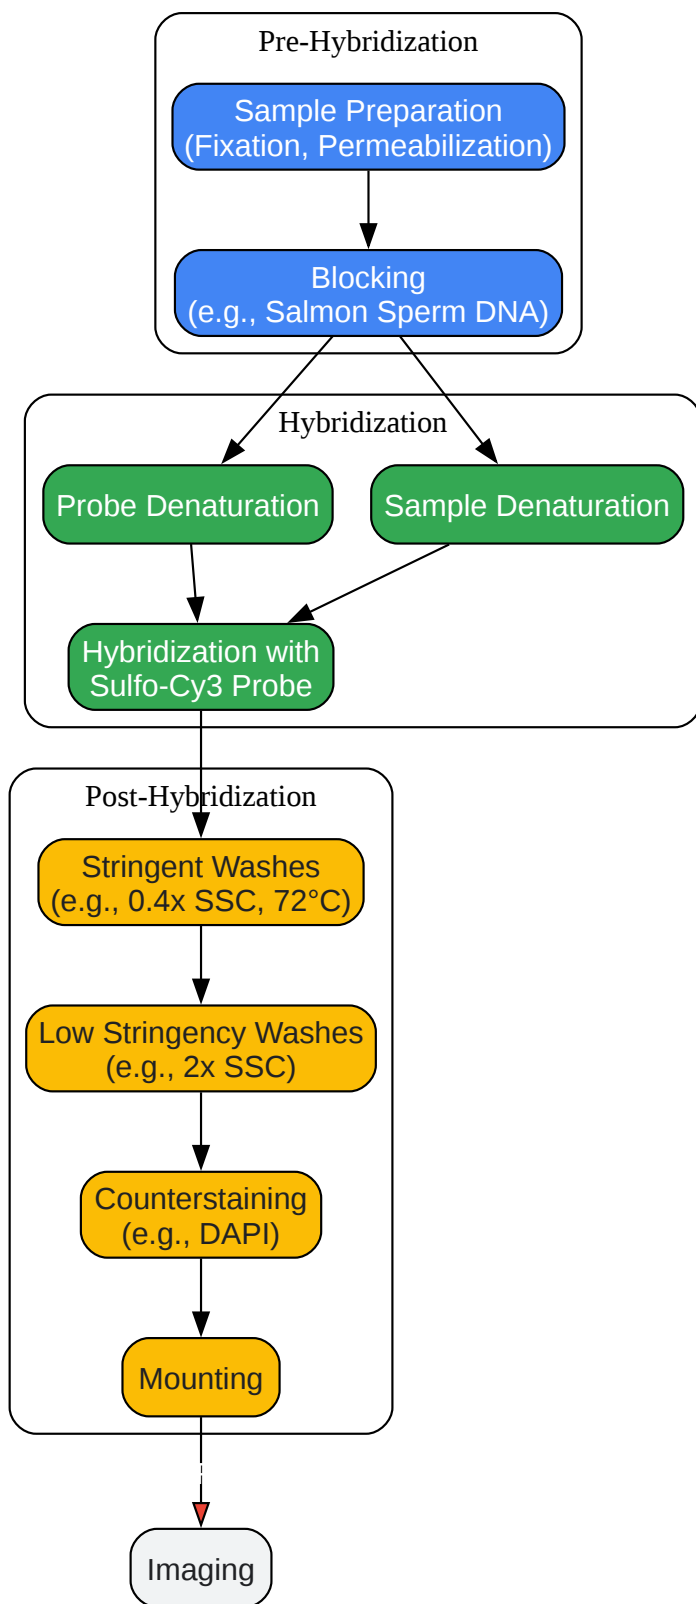 Pre-Hybridization
Sample Preparation
(Fixation, Permeabilization)
Blocking
(e.g., Salmon Sperm DNA)
Hybridization
Probe Denaturation
Sample Denaturation
Hybridization with
Sulfo-Cy3 Probe
Post-Hybridization
Stringent Washes
(e.g., 0.4x SSC, 72°C)
Low Stringency Washes
(e.g., 2x SSC)
Counterstaining
(e.g., DAPI)
Mounting
Imaging